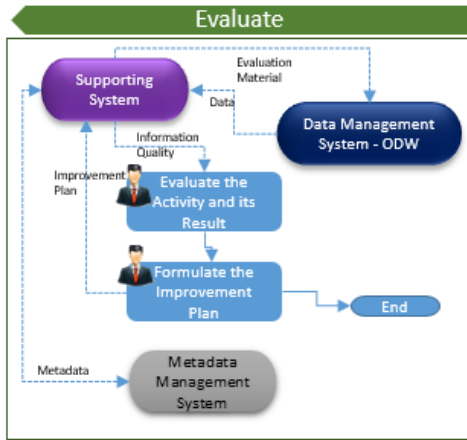 Evaluate
Evaluation
Material
Supporting
System
Data
Data Management
System - ODW
Information
Quality
Improvement
Plan
Evaluate the
Activity and its
Result
Formulate the
Improvement
Plan
End
Metadata
Metadata
Management
System